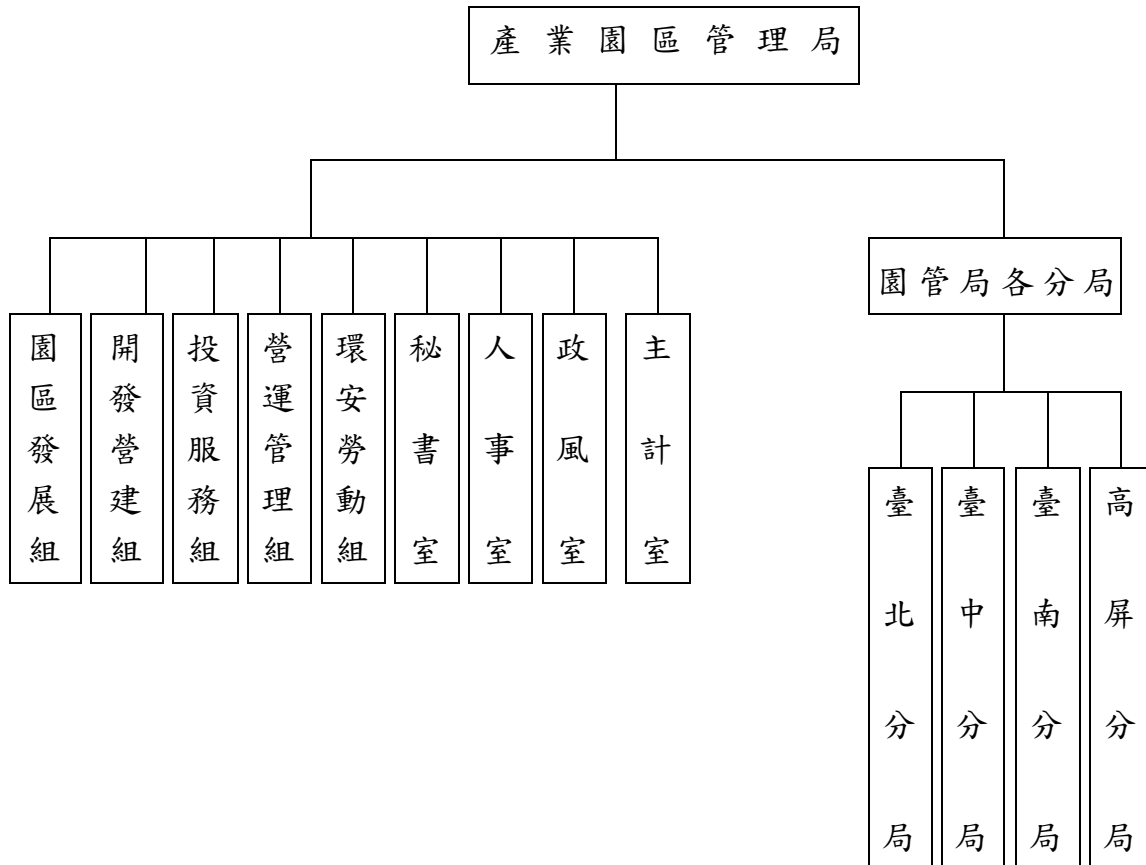 產業園區管理局
園管局各分局
園區發展組
開發營建組
投資服務組
營運管理組
環安勞動組
秘書室
人事室
政風室
主計室
臺北分局
臺中分局
臺南分局
高屏分局